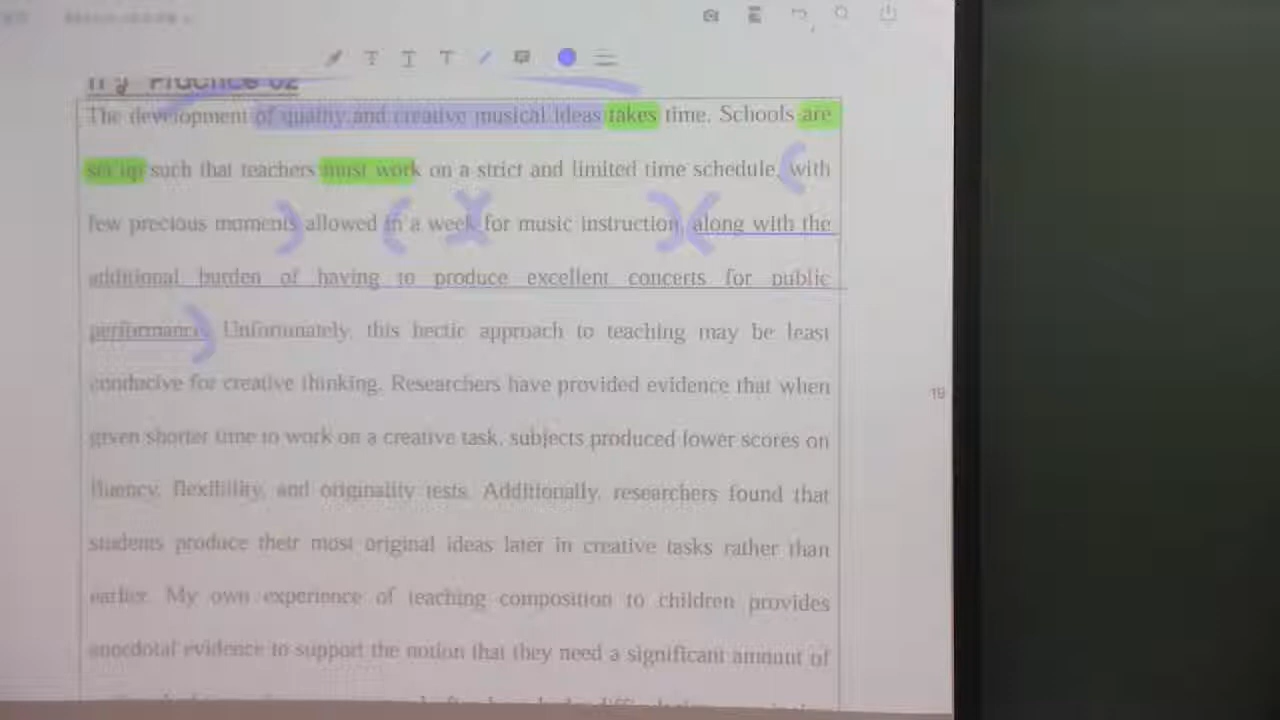 Practice 02
The development of quality and creative musical ideas takes time. Schools are
set up such that teachers must work on a strict and limited time schedule, with
few precious moments allowed in a week for music instruction, along with the
additional burden of having to produce excellent concerts for public
performance. Unfortunately, this hectic approach to teaching may be least
conducive for creative thinking. Researchers have provided evidence that when
given shorter time to work on a creative task, subjects produced lower scores on
fluency, flexibility, and originality tests. Additionally, researchers found that
students produce their most original ideas later in creative tasks rather than
earlier. My own experience of teaching composition to children provides
anecdotal evidence to support the notion that they need a significant amount of
19